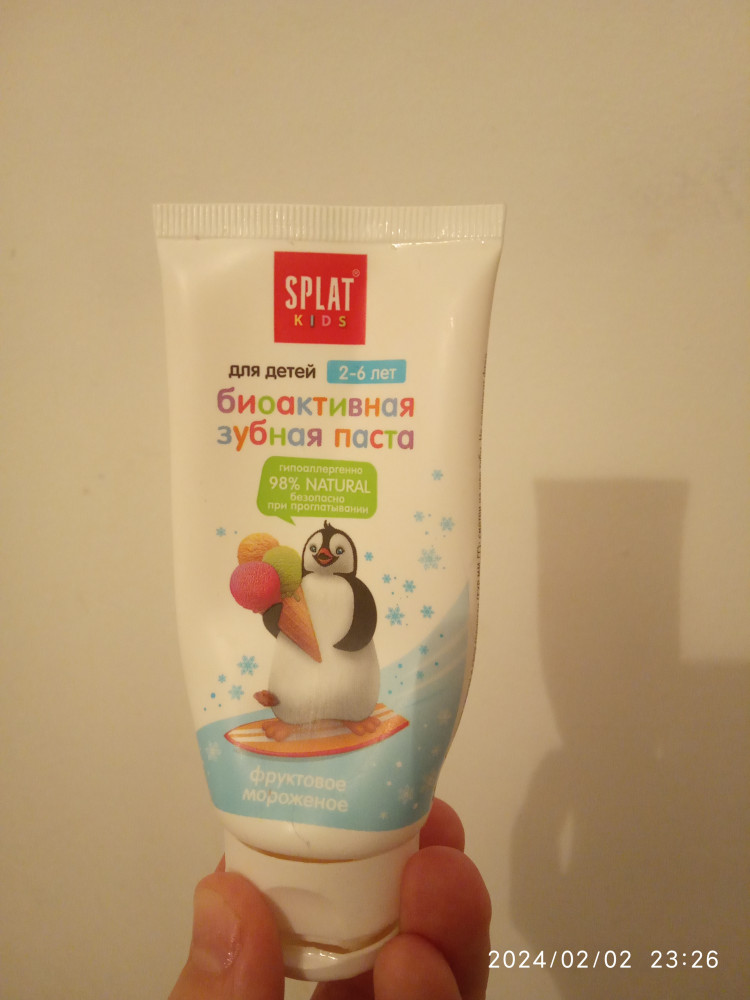 SPLAT®
KIDS
для детей 2-6 лет
биоактивная
зубная паста
гипоаллергенно
98% NATURAL
безопасно
при проглатывании
фруктовое
мороженое
2024/02/02 23:26